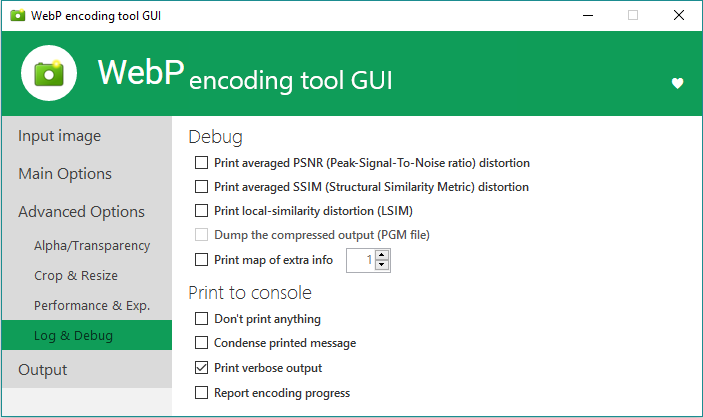 WebP encoding tool GUI
WebP encoding tool GUI
Input image
Main Options
Advanced Options
Alpha/Transparency
Crop & Resize
Performance & Exp.
Log & Debug
Output
Debug
Print averaged PSNR (Peak-Signal-To-Noise ratio) distortion
Print averaged SSIM (Structural Similarity Metric) distortion
Print local-similarity distortion (LSIM)
Dump the compressed output (PGM file)
Print map of extra info 1
Print to console
Don't print anything
Condense printed message
Print verbose output
Report encoding progress